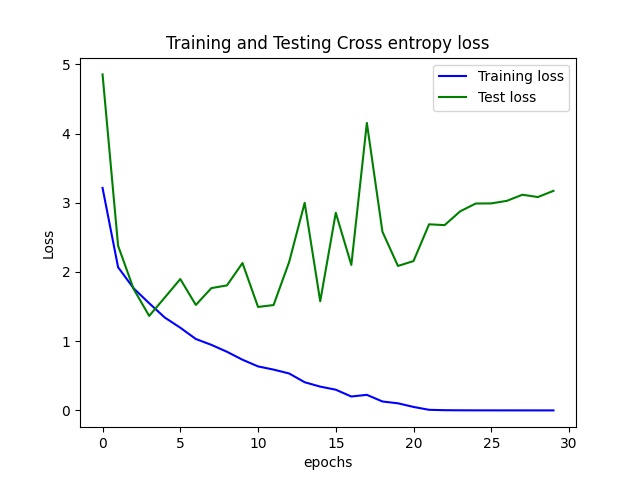 Training and Testing Cross entropy loss
Training loss
Test loss
5
4
3
2
1
0
Loss
0 5 10 15 20 25 30
epochs